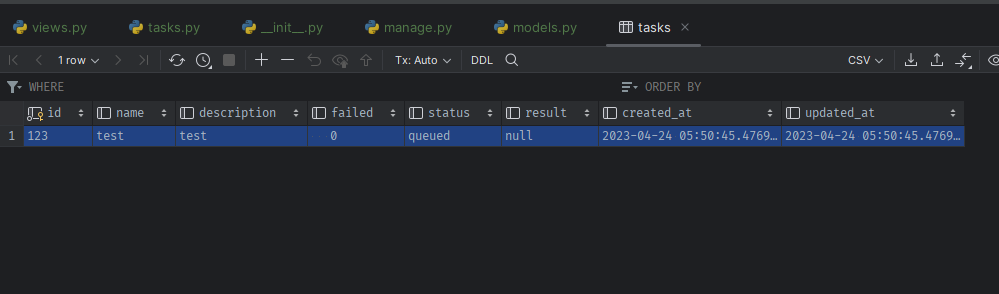 views.py tasks.py __init__.py manage.py models.py tasks
1 row Tx: Auto DDL CSV
WHERE ORDER BY
id name description failed status result created_at updated_at
1 123 test test 0 queued null 2023-04-24 05:50:45.4769… 2023-04-24 05:50:45.4769…